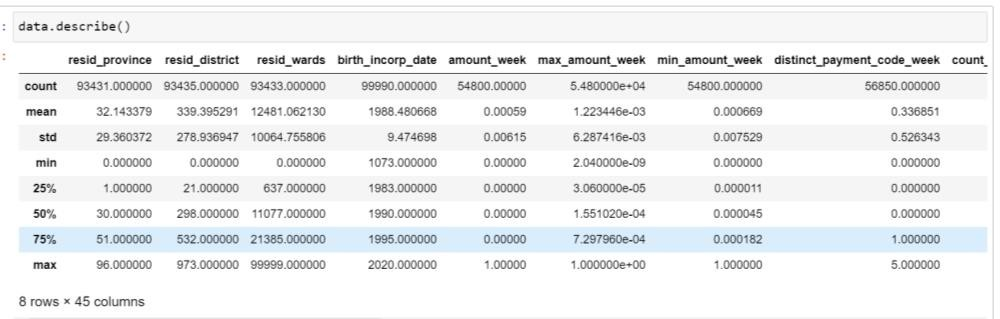 : data.describe()
:
resid_province resid_district resid_wards birth_incorp_date amount_week max_amount_week min_amount_week distinct_payment_code_week count_
count 93431.000000 93435.000000 93433.000000 99990.000000 54800.00000 5.480000e+04 54800.000000 56850.000000
mean 32.143379 339.395291 12481.062130 1988.480668 0.00059 1.223446e-03 0.000669 0.336851
std 29.360372 278.936947 10064.755806 9.474698 0.00615 6.287416e-03 0.007529 0.526343
min 0.000000 0.000000 0.000000 1073.000000 0.00000 2.040000e-09 0.000000 0.000000
25% 1.000000 21.000000 637.000000 1983.000000 0.00000 3.060000e-05 0.000011 0.000000
50% 30.000000 298.000000 11077.000000 1990.000000 0.00000 1.551020e-04 0.000045 0.000000
75% 51.000000 532.000000 21385.000000 1995.000000 0.00000 7.297960e-04 0.000182 1.000000
max 96.000000 973.000000 99999.000000 2020.000000 1.00000 1.000000e+00 1.000000 5.000000
8 rows × 45 columns